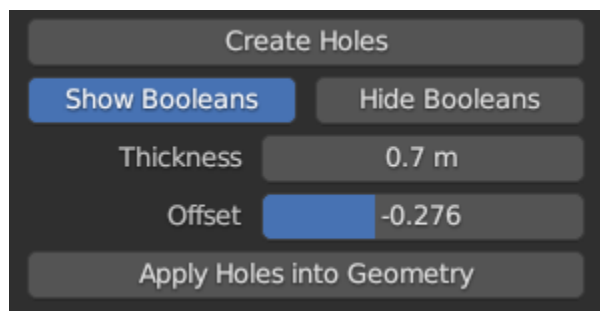 Create Holes
Show Booleans Hide Booleans
Thickness 0.7 m
Offset -0.276
Apply Holes into Geometry